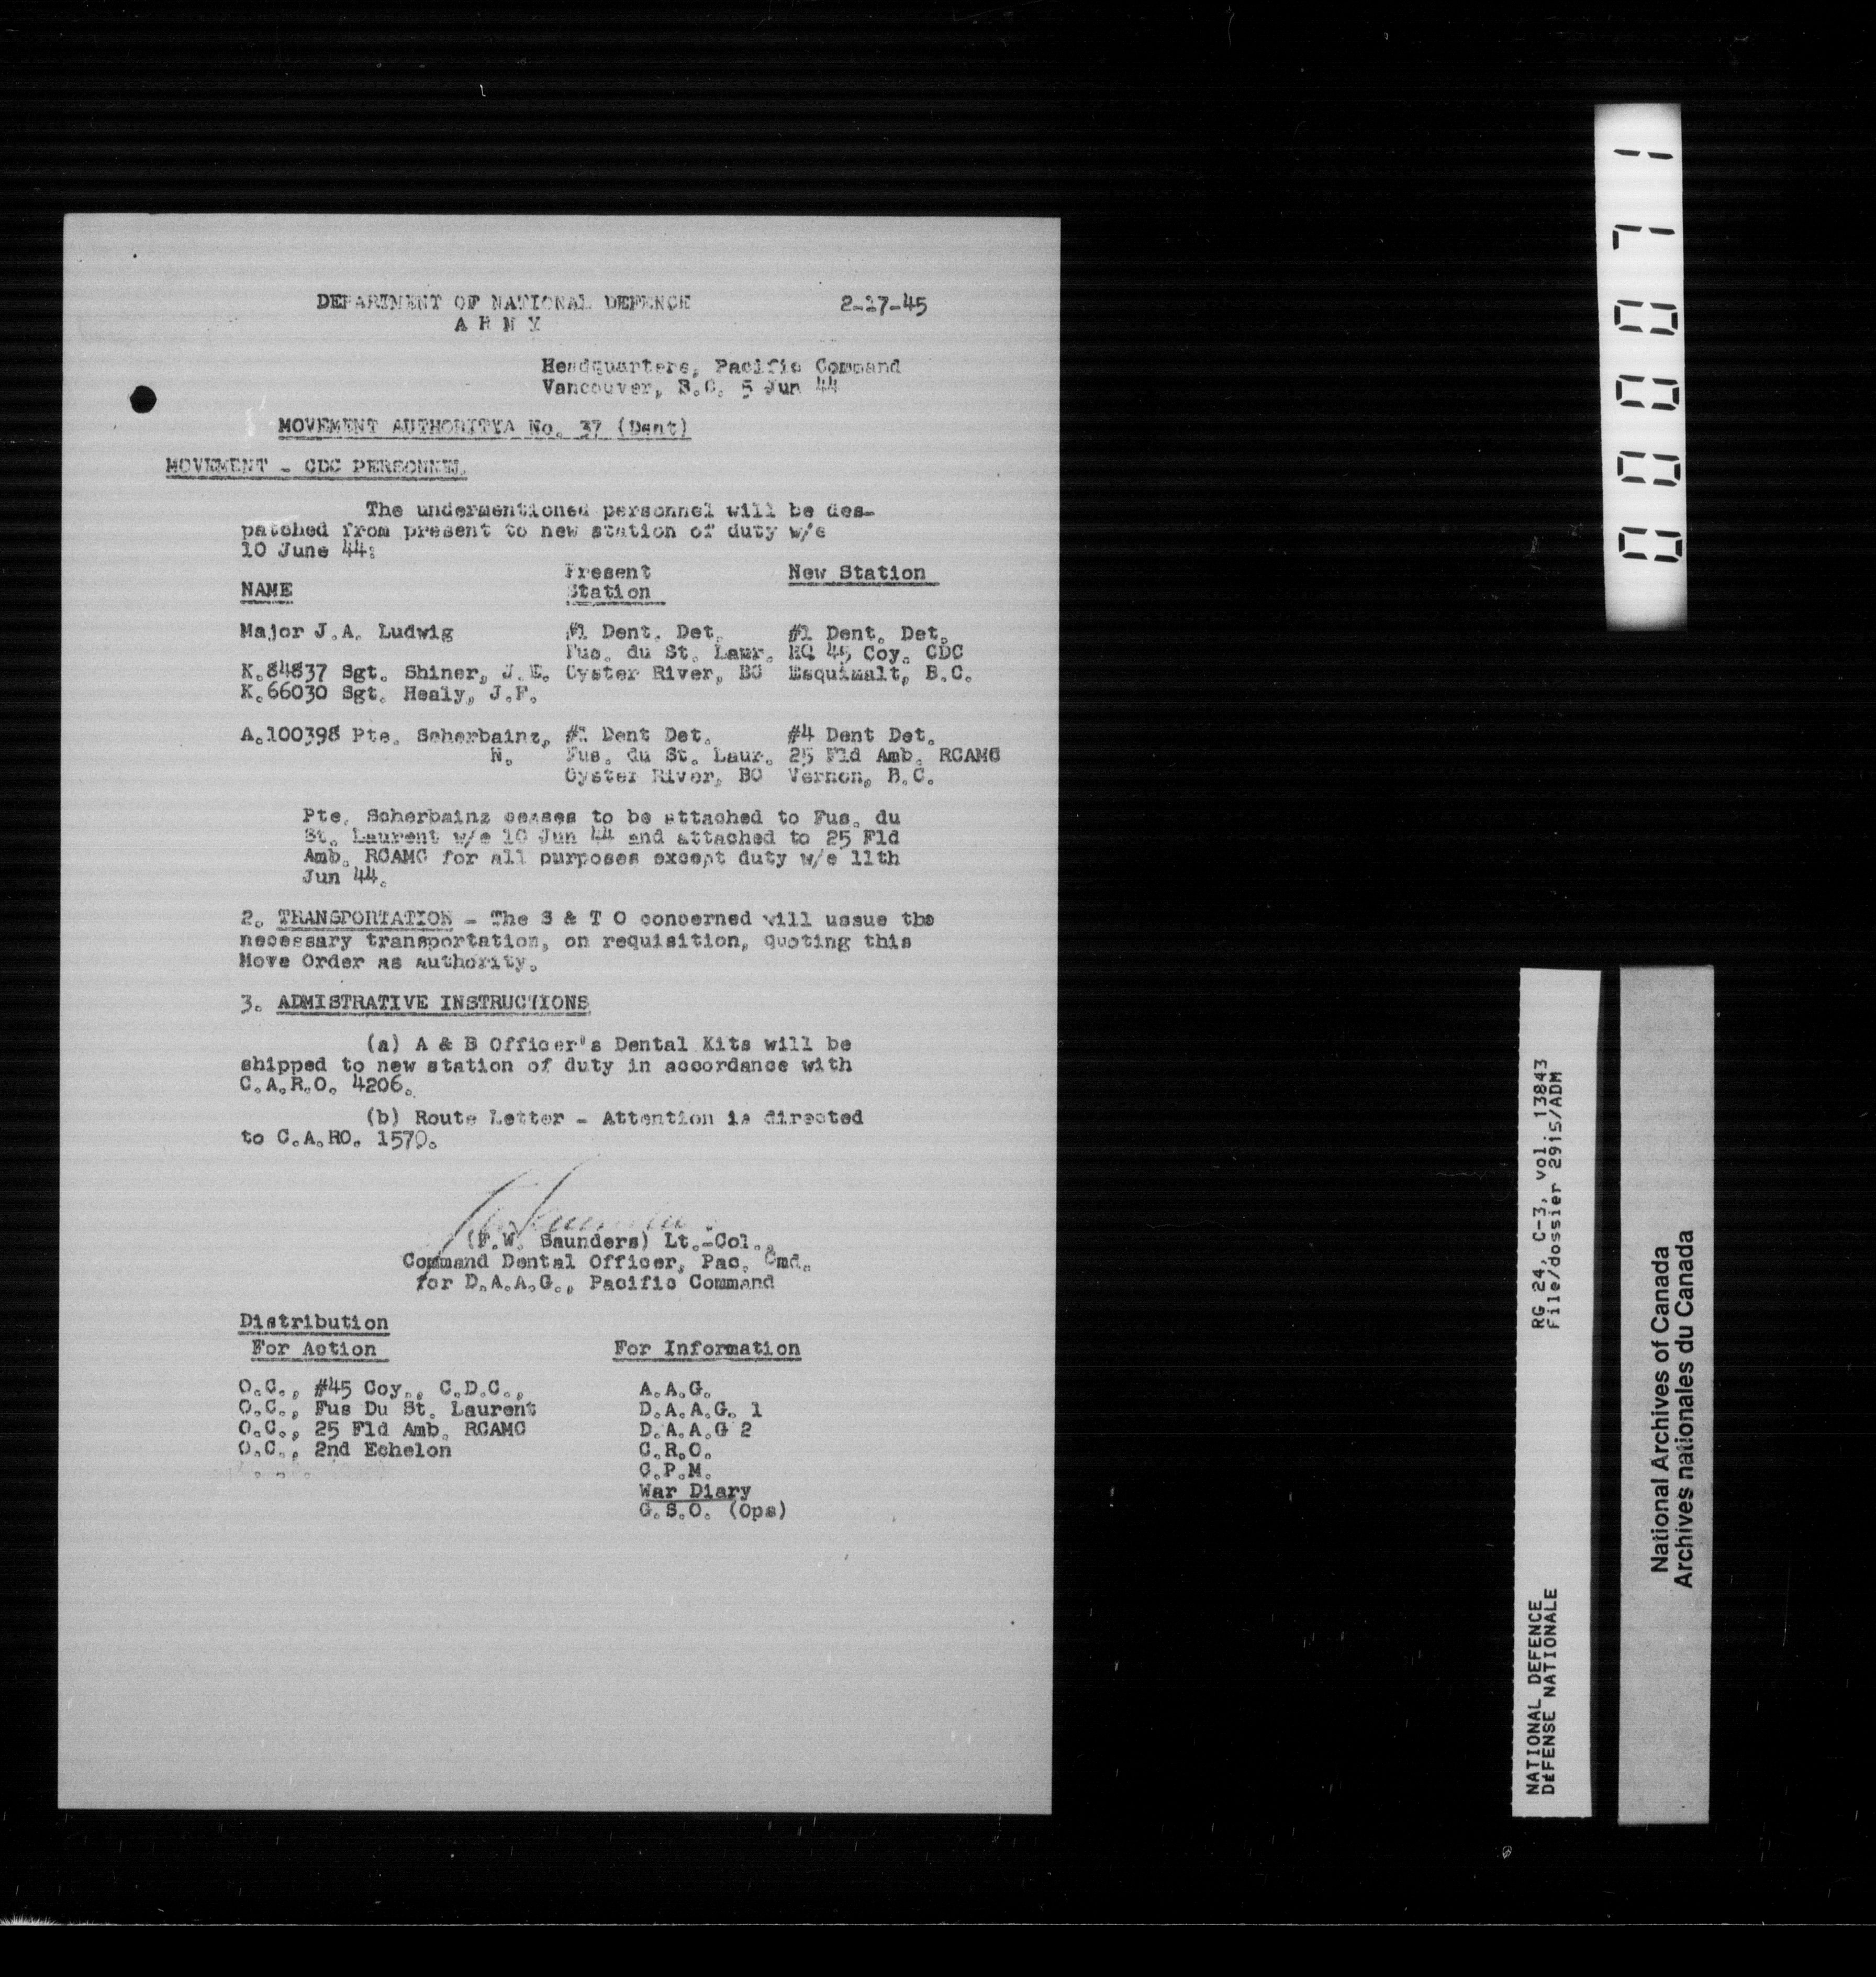 DEPARTMENT OF NATIONAL DEFENCE 2-17-45
A R M Y
Headquarters, Pacific Command
Vancouver, B.C. 5 Jun 44
MOVEMENT AUTHORITYA No. 37 (Dent)
MOVEMENT - CDC PERSONNEL
The undermentioned personnel will be des-
patched from present to new station of duty w/e
10 June 44:
Present New Station
NAME Station
Major J.A. Ludwig #1 Dent. Det. #1 Dent. Det.
Fus. du St. Laur. HQ 45 Coy. CDC
K.84837 Sgt. Shiner, J.E. Oyster River, BC Esquimalt, B.C.
K.66030 Sgt. Healy, J.F.
A.100398 Pte. Scherbainz, #1 Dent Det. #4 Dent Det.
N. Fus. du St. Laur. 25 Fld Amb. RCAMC
Oyster River, BC Vernon, B.C.
Pte. Scherbainz ceases to be attached to Fus. du
St. Laurent w/e 10 Jun 44 and attached to 25 Fld
Amb. RCAMC for all purposes except duty w/e 11th
Jun 44.
2. TRANSPORTATION - The S & T O concerned will ussue the
necessary transportation, on requisition, quoting this
Move Order as authority.
3. ADMISTRATIVE INSTRUCTIONS
(a) A & B Officer's Dental Kits will be
shipped to new station of duty in accordance with
C.A.R.O. 4206.
(b) Route Letter - Attention is directed
to C.A.RO. 1570.
(F.W. Saunders) Lt.-Col.,
Command Dental Officer, Pac. Cmd.
for D.A.A.G., Pacific Command
Distribution
For Action For Information
O.C., #45 Coy., C.D.C., A.A.G.
O.C., Fus Du St. Laurent D.A.A.G. 1
O.C., 25 Fld Amb. RCAMC D.A.A.G 2
O.C., 2nd Echelon C.R.O.
C.P.M.
War Diary
G.S.O. (Ops)
000071
RG 24, C-3, vol. 13843
File/dossier 2915/ADM
NATIONAL DEFENCE
DÉFENSE NATIONALE
National Archives of Canada
Archives nationales du Canada